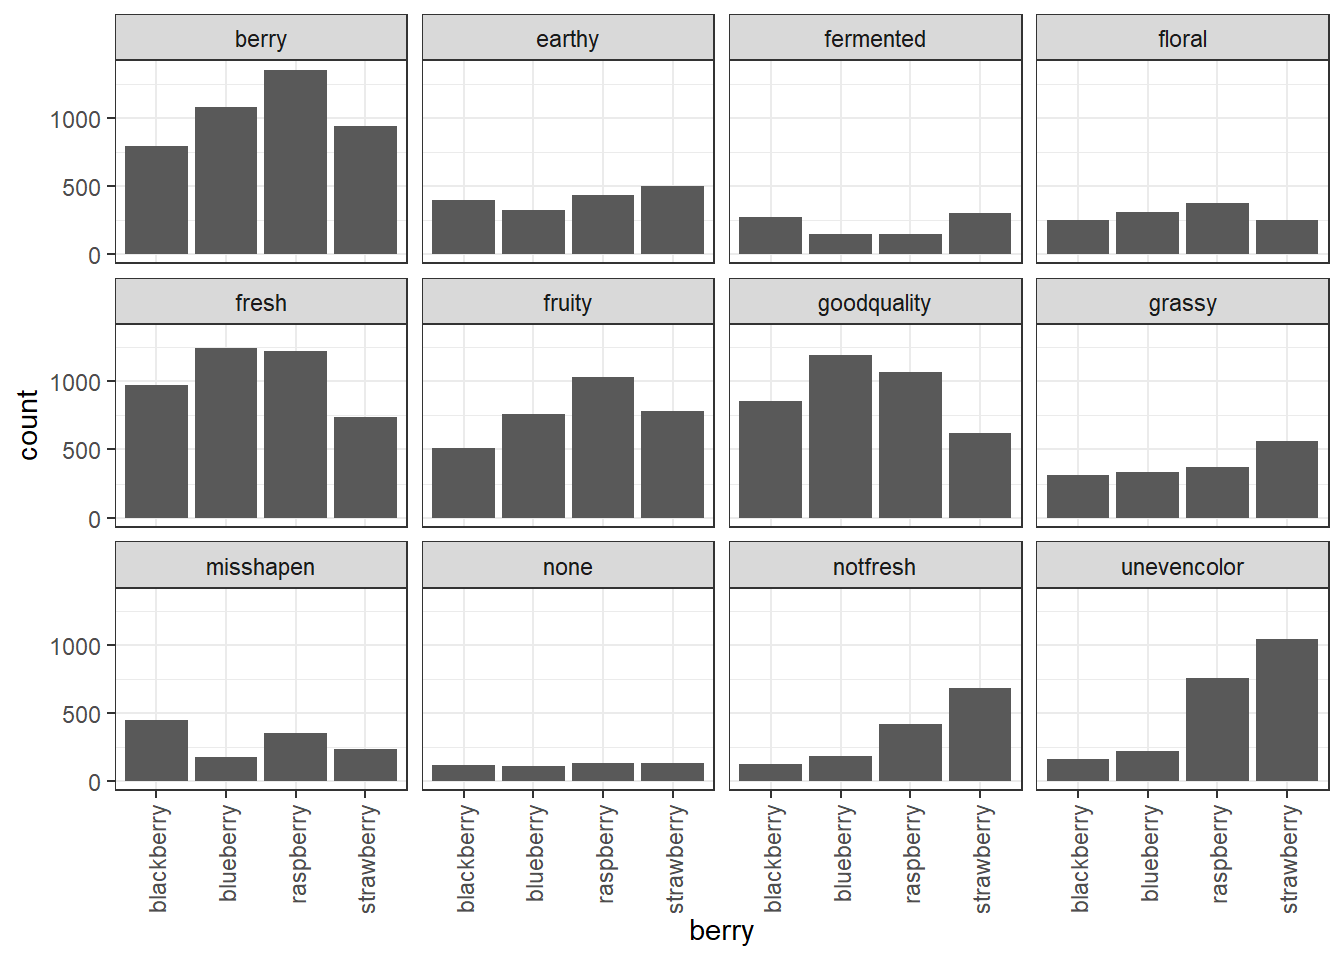 berry earthy fermented floral
1000
500
0
fresh fruity goodquality grassy
1000
500
0
count
misshapen none notfresh unevencolor
1000
500
0
blackberry blueberry raspberry strawberry blackberry blueberry raspberry strawberry blackberry blueberry raspberry strawberry blackberry blueberry raspberry strawberry
berry